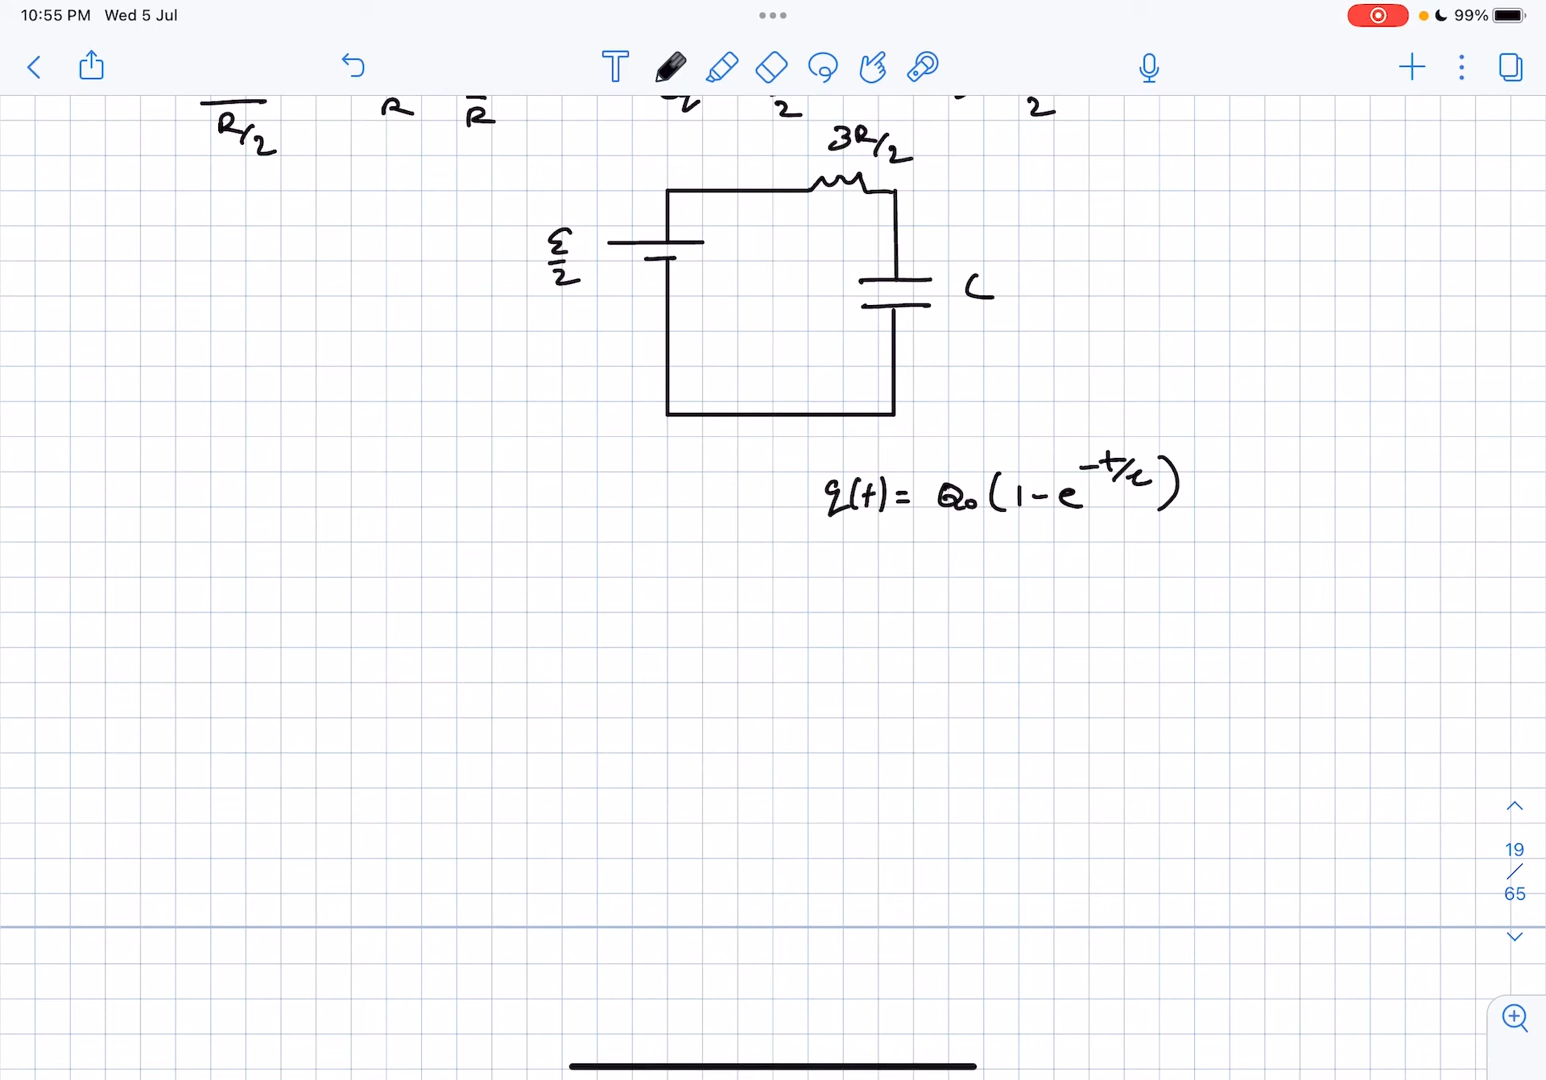 10:55 PM Wed 5 Jul
99%
T
R/2 R R 2 2
3R/2
ε/2
C
q(t) = Q₀(1 - e^(-t/τ))
19
/
65